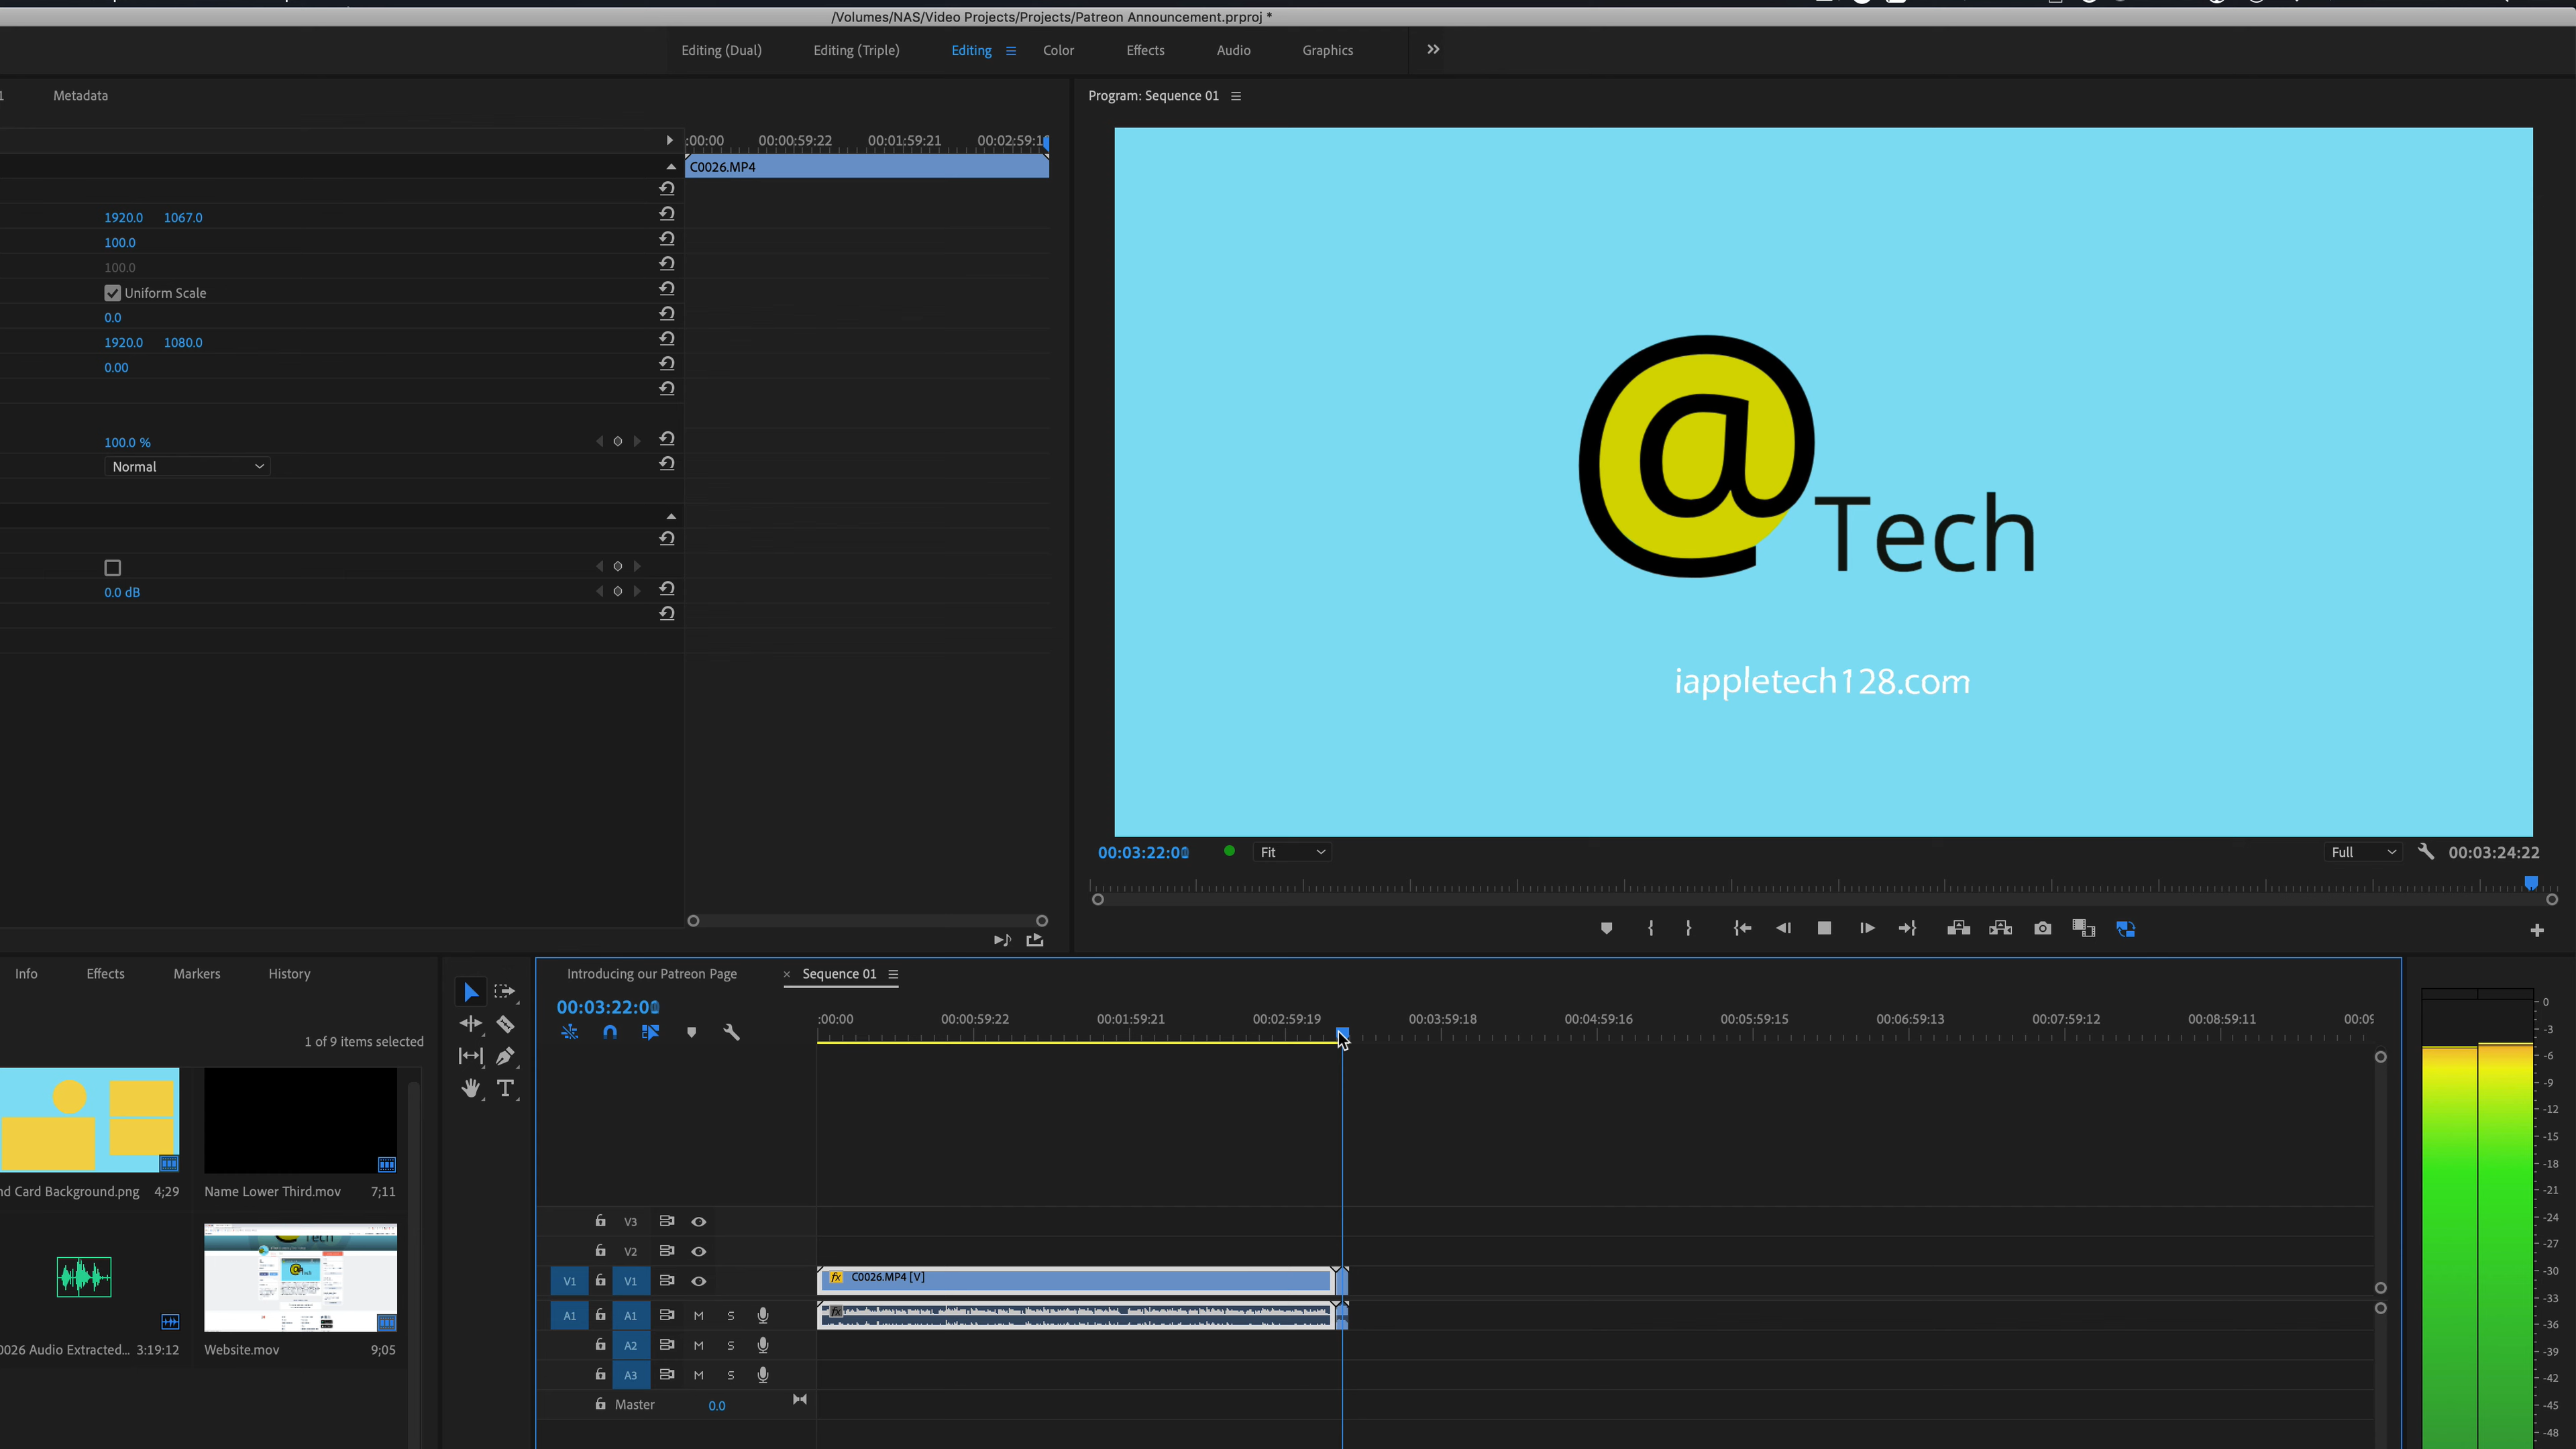 /Volumes/NAS/Video Projects/Projects/Patreon Announcement.prproj *
Editing (Dual) Editing (Triple) Editing Color Effects Audio Graphics
Metadata
Program: Sequence 01
:00:00 00:00:59:22 00:01:59:21 00:02:59:1
C0026.MP4
1920.0 1067.0
100.0
100.0
Uniform Scale
0.0
1920.0 1080.0
0.00
100.0 %
Normal
0.0 dB
@Tech
iappletech128.com
Fit
Full
00:03:24:22
Info Effects Markers History
1 of 9 items selected
nd Card Background.png 4;29
Name Lower Third.mov 7;11
0026 Audio Extracted... 3:19:12
Website.mov 9;05
Introducing our Patreon Page
× Sequence 01
:00:00 00:00:59:22 00:01:59:21 00:02:59:19 00:03:59:18 00:04:59:16 00:05:59:15 00:06:59:13 00:07:59:12 00:08:59:11 00:09
V3
V2
V1 V1
fx C0026.MP4 [V]
A1 A1 M S
fx
A2 M S
A3 M S
Master 0.0
0
-3
-6
-9
-12
-15
-18
-21
-24
-27
-30
-33
-36
-39
-42
-45
-48